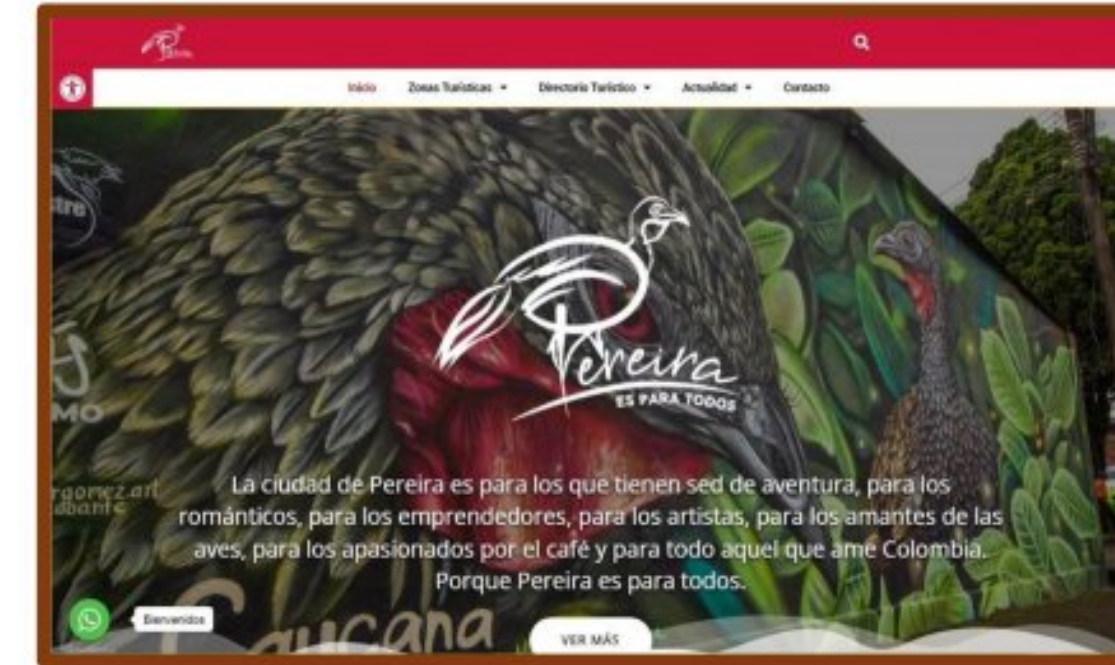 Inicio Zonas Turísticas Directorio Turístico Actualidad Contacto
tre
MO
Pereira
ES PARA TODOS
La ciudad de Pereira es para los que tienen sed de aventura, para los
románticos, para los emprendedores, para los artistas, para los amantes de las
aves, para los apasionados por el café y para todo aquel que ame Colombia.
Porque Pereira es para todos.
Bienvenidos
Caucana
VER MÁS